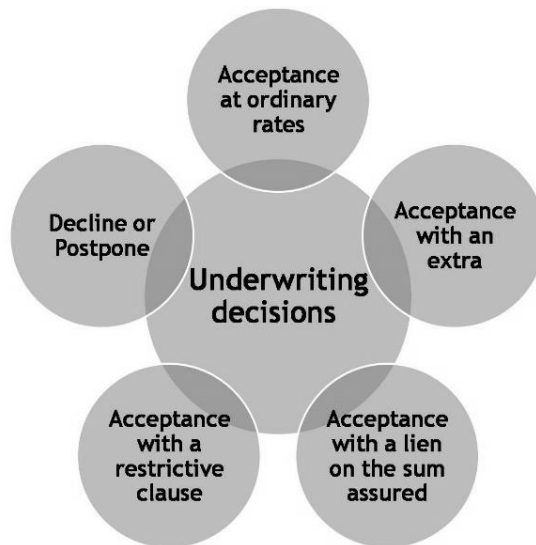 Acceptance
at ordinary
rates
Decline or
Postpone
Acceptance
with an
extra
Underwriting
decisions
Acceptance
with a
restrictive
clause
Acceptance
with a lien
on the sum
assured